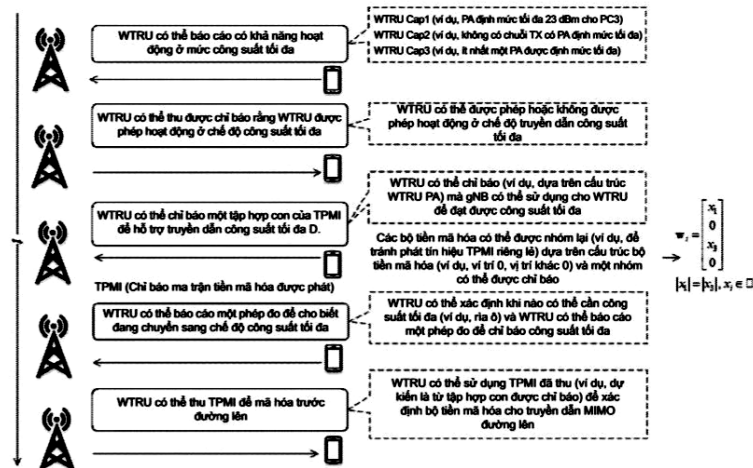 WTRU có thể báo cáo có khả năng hoạt
động ở mức công suất tối đa
WTRU Cap1 (ví dụ, PA định mức tối đa 23 dBm cho PC3)
WTRU Cap2 (ví dụ, không có chuỗi TX có PA định mức tối đa)
WTRU Cap3 (ví dụ, ít nhất một PA được định mức tối đa)
WTRU có thể thu được chỉ báo rằng WTRU được
phép hoạt động ở chế độ công suất tối đa
WTRU có thể được phép hoặc không được
phép hoạt động ở chế độ truyền dẫn công suất
tối đa
WTRU có thể chỉ báo một tập hợp con của TPMI
để hỗ trợ truyền dẫn công suất tối đa D.
WTRU có thể chỉ báo (ví dụ, dựa trên cấu trúc
WTRU PA) mà gNB có thể sử dụng cho WTRU
để đạt được công suất tối đa
Các bộ tiền mã hóa có thể được nhóm lại (ví dụ, để
tránh phát tín hiệu TPMI riêng lẻ) dựa trên cấu trúc bộ
tiền mã hóa (ví dụ, ví trí 0, vị trí khác 0) và một nhóm
có thể được chỉ báo
x₁
0
x₃
0
|x₁|=|x₃|, xᵢ ∈ □
TPMI (Chỉ báo ma trận tiền mã hóa được phát)
WTRU có thể báo cáo một phép đo để cho biết
đang chuyển sang chế độ công suất tối đa
WTRU có thể xác định khi nào có thể cần công
suất tối đa (ví dụ, rìa ô) và WTRU có thể báo cáo
một phép đo để chỉ báo công suất tối đa
WTRU có thể thu TPMI để mã hóa trước
đường lên
WTRU có thể sử dụng TPMI đã thu (ví dụ, dự
kiến là từ tập hợp con được chỉ báo) để xác
định bộ tiền mã hóa cho truyền dẫn MIMO
đường lên